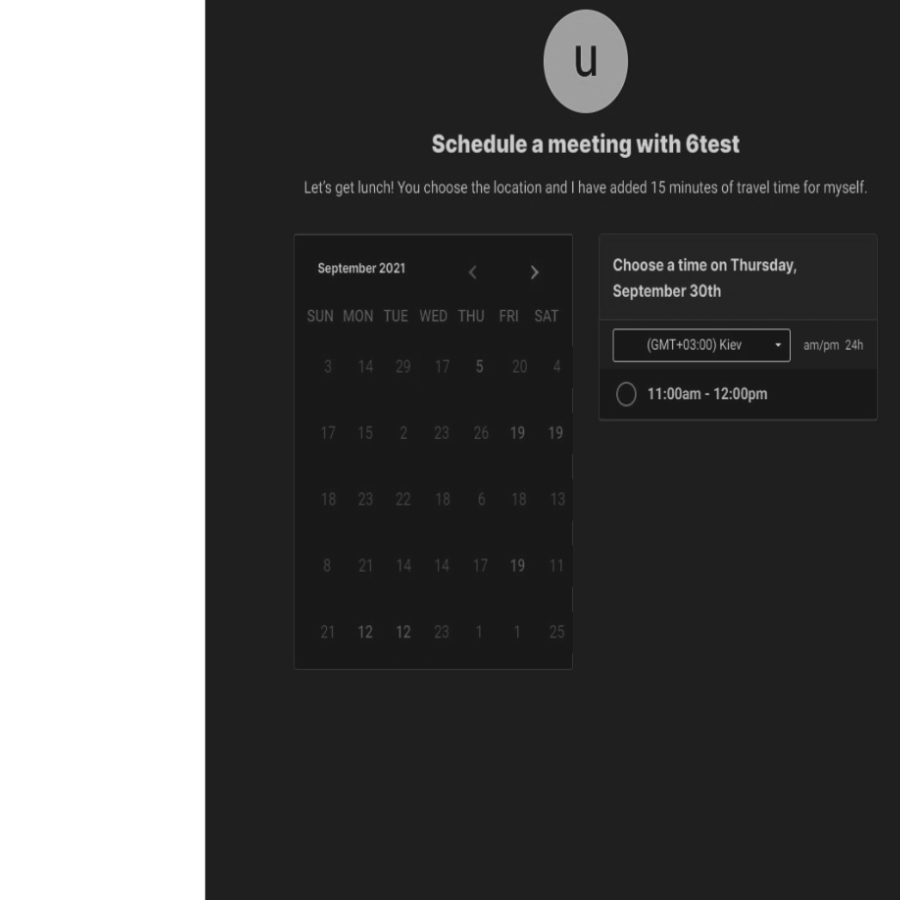 u
Schedule a meeting with 6test
Let's get lunch! You choose the location and I have added 15 minutes of travel time for myself.
September 2021
SUN MON TUE WED THU FRI SAT
3 14 29 17 5 20 4
17 15 2 23 26 19 19
18 23 22 18 6 18 13
8 21 14 14 17 19 11
21 12 12 23 1 1 25
Choose a time on Thursday,
September 30th
(GMT+03:00) Kiev am/pm 24h
11:00am - 12:00pm